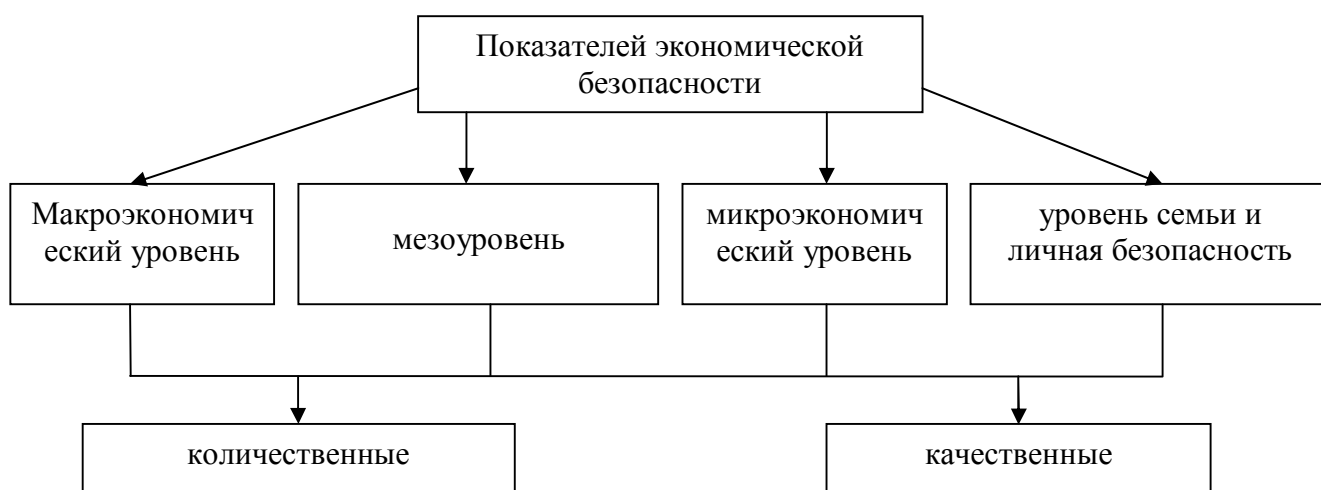 Показателей экономической
безопасности
Макроэкономич
еский уровень
мезоуровень
микроэкономич
еский уровень
уровень семьи и
личная безопасность
количественные
качественные